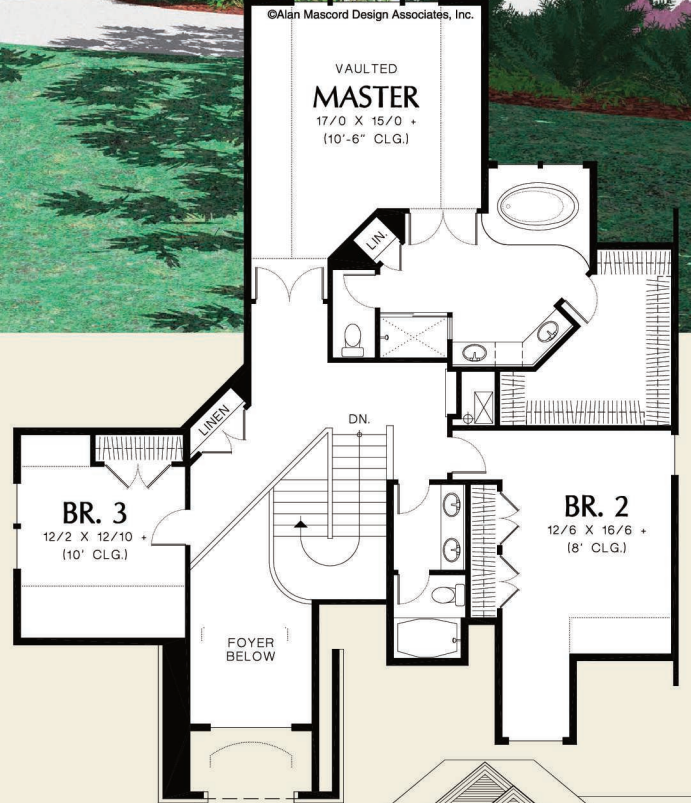 ©Alan Mascord Design Associates, Inc.
VAULTED
MASTER
17/0 X 15/0 +
(10'-6" CLG.)
LIN.
LINEN
DN.
BR. 3
12/2 X 12/10 +
(10' CLG.)
BR. 2
12/6 X 16/6 +
(8' CLG.)
FOYER
BELOW